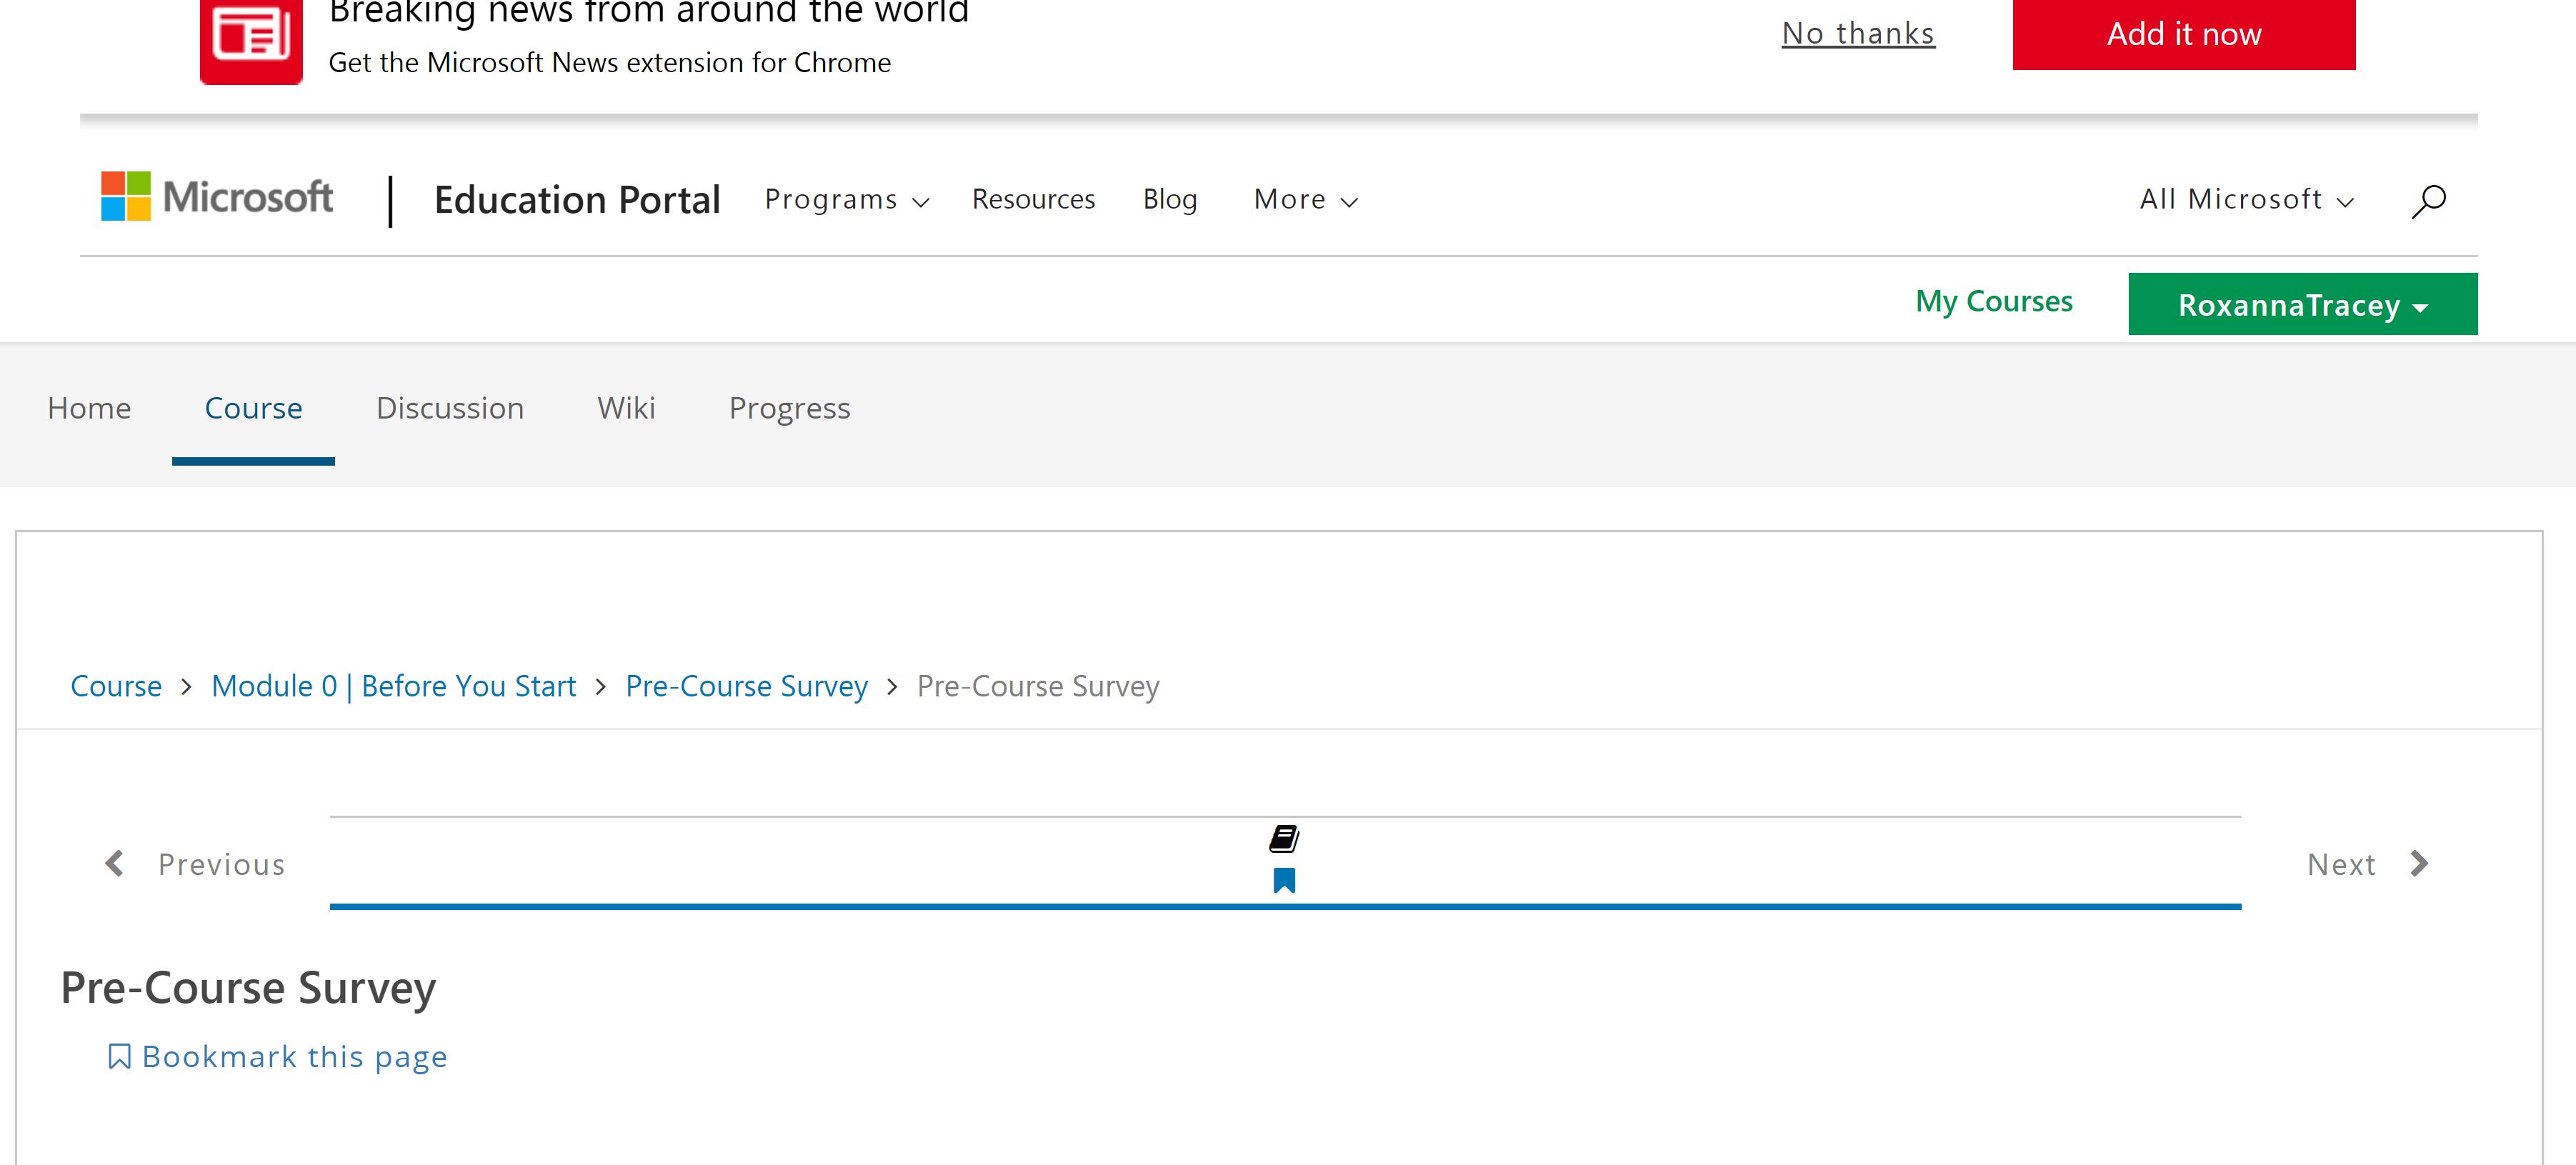 Breaking news from around the world
Get the Microsoft News extension for Chrome
No thanks
Add it now
Microsoft
Education Portal
Programs
Resources
Blog
More
All Microsoft
My Courses
RoxannaTracey
Home
Course
Discussion
Wiki
Progress
Course > Module 0 | Before You Start > Pre-Course Survey > Pre-Course Survey
Previous
Next
Pre-Course Survey
Bookmark this page